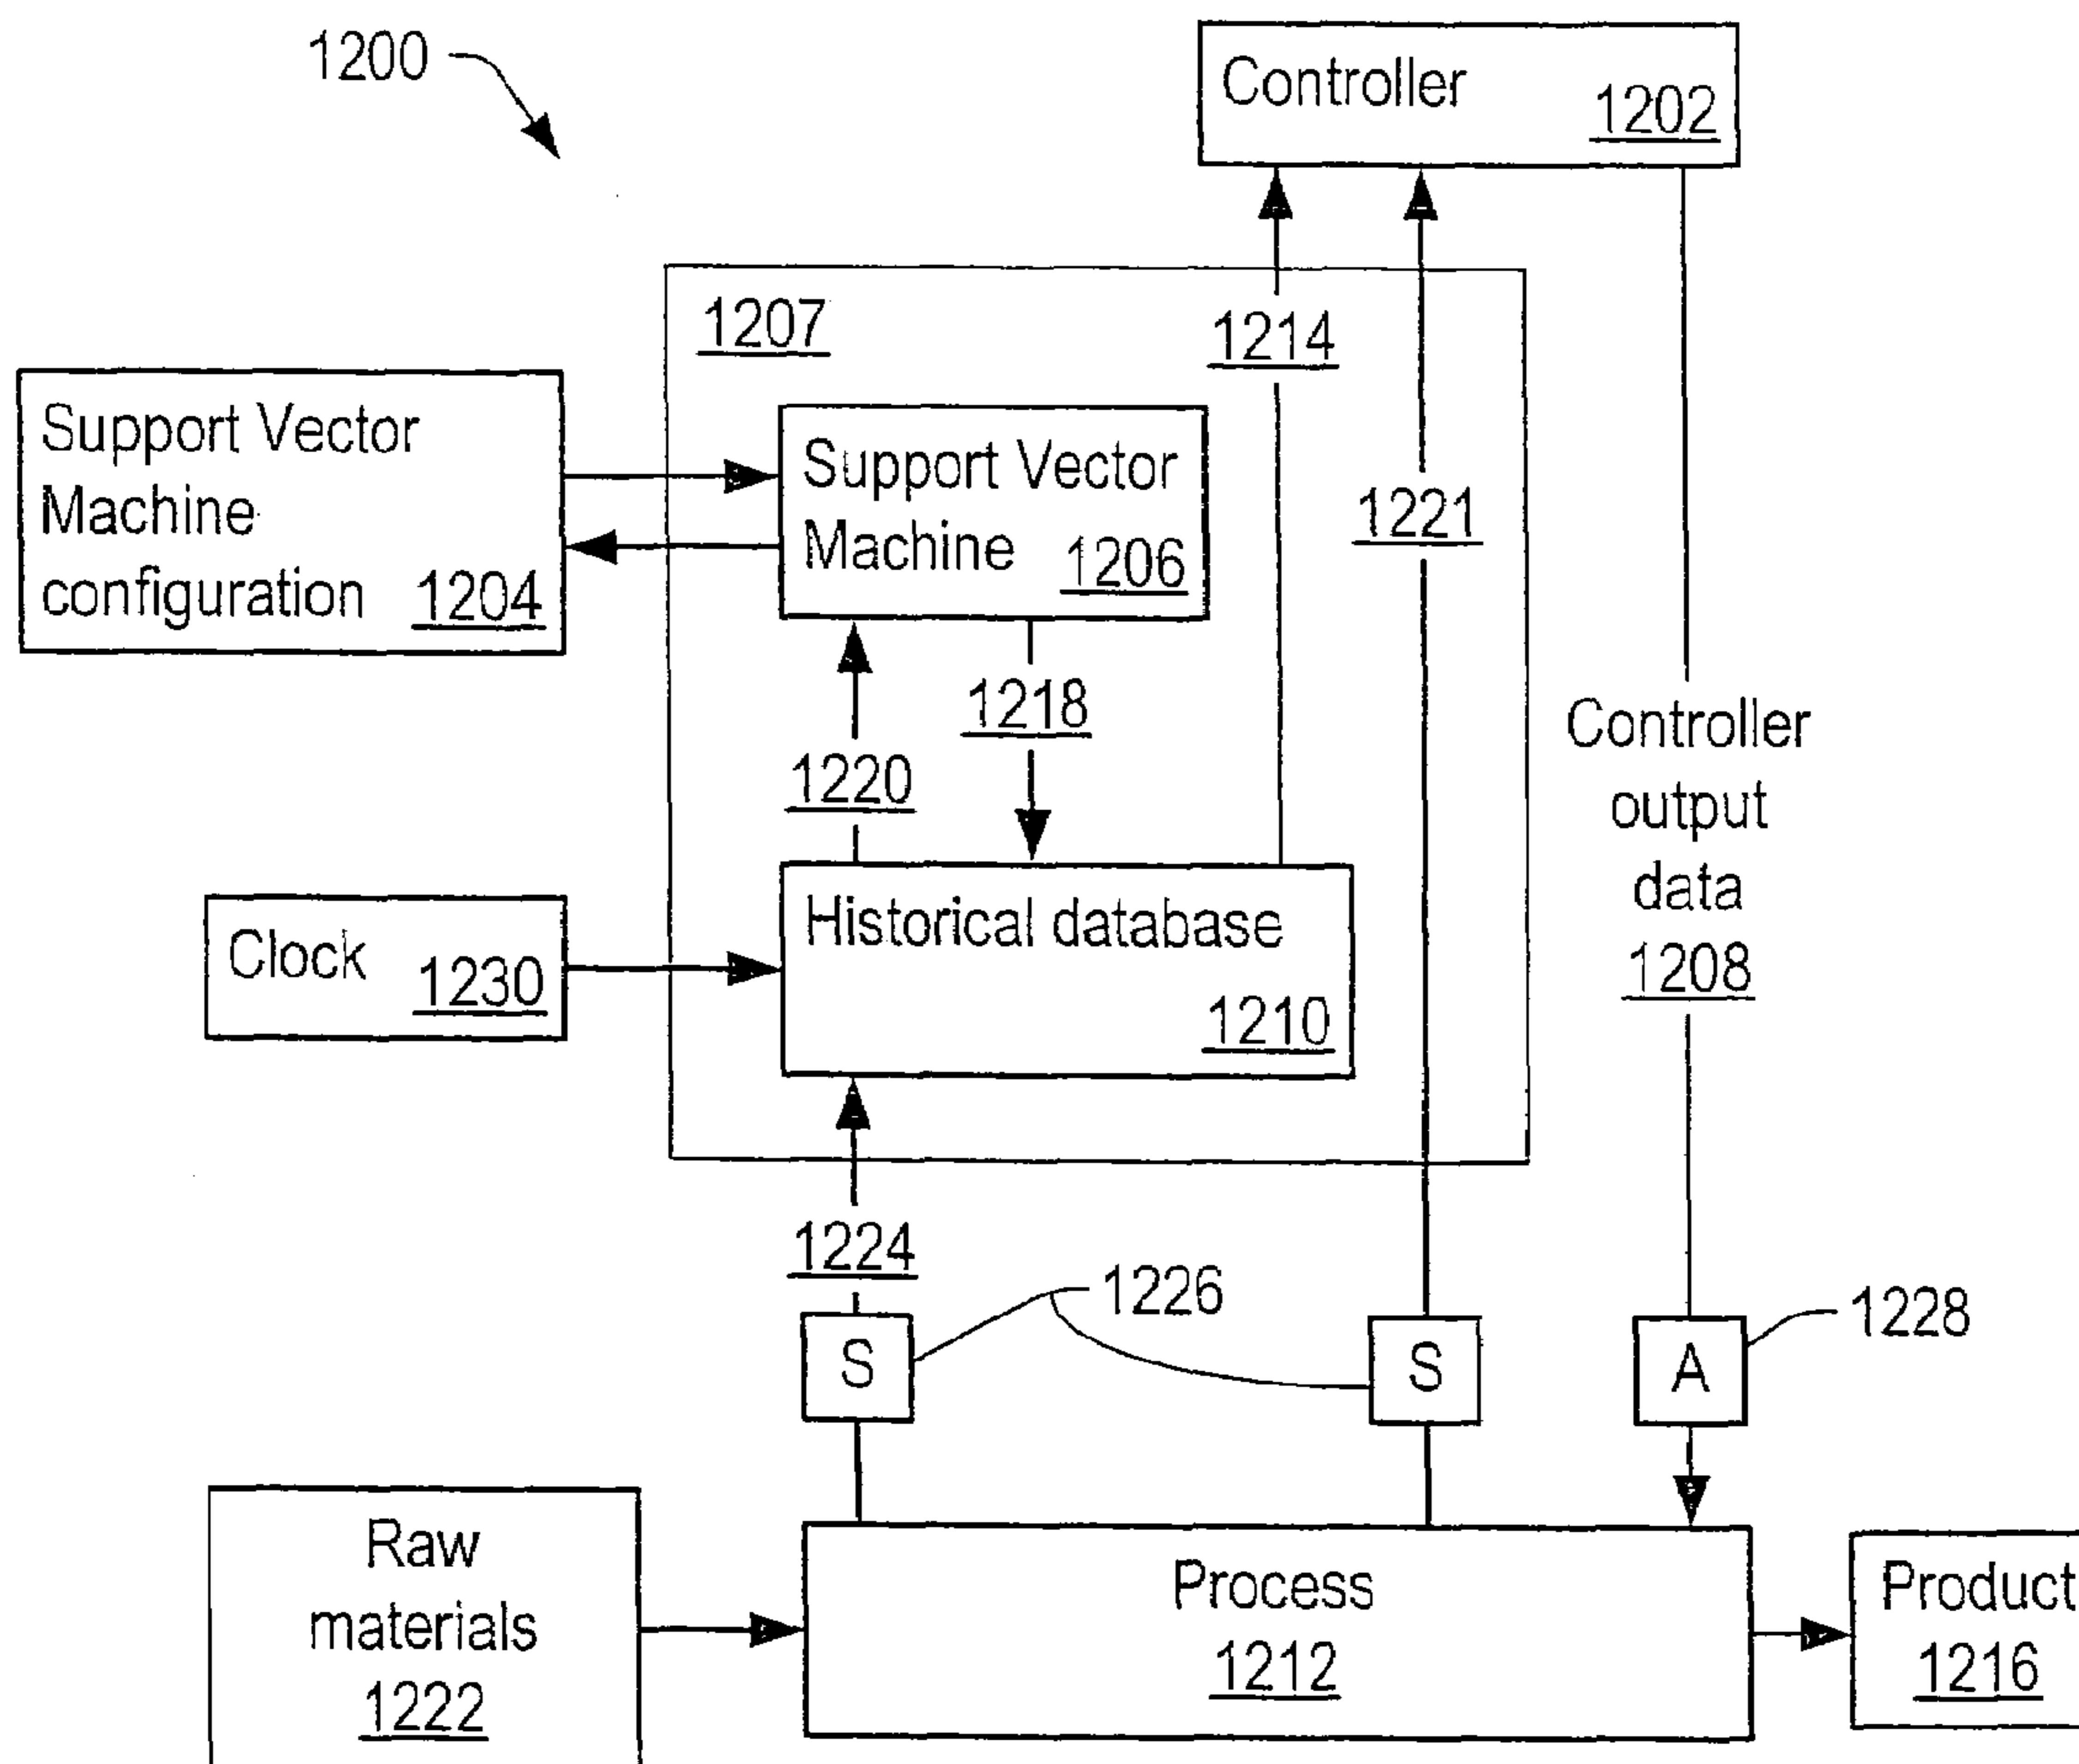 1200
Controller
1202
1207
1214
Support Vector
Machine
configuration 1204
Support Vector
Machine 1206
1221
1218
1220
Controller
output
data
1208
Clock 1230
Historical database
1210
1224
1226
1228
S
S
A
Raw
materials
1222
Process
1212
Product
1216